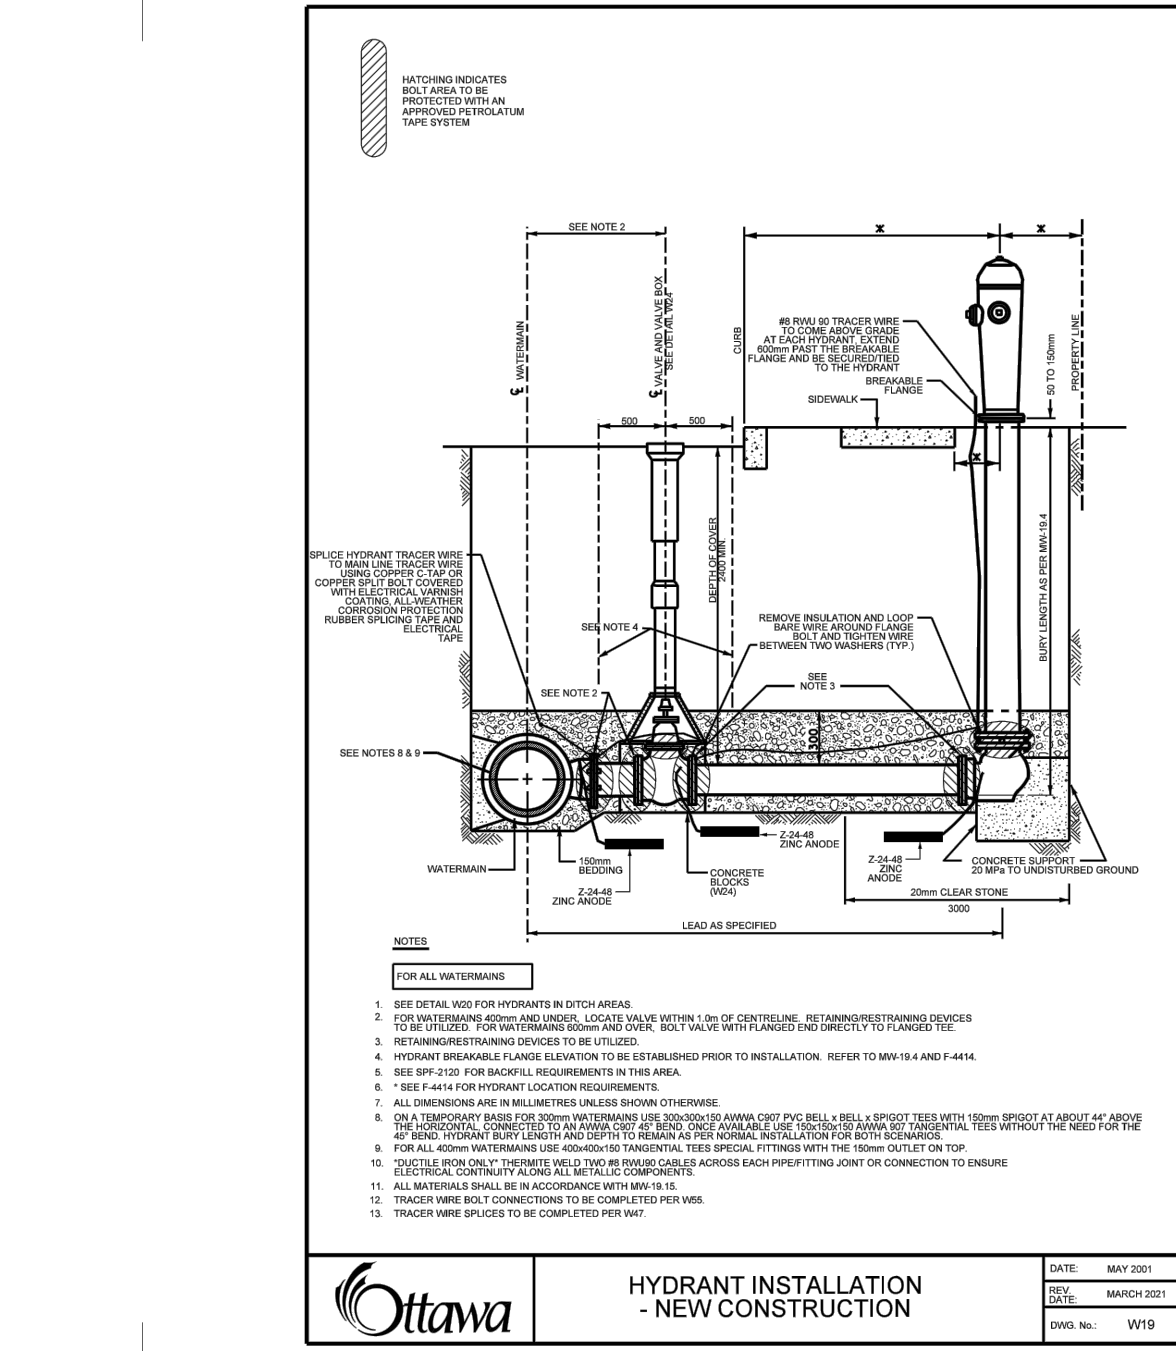 HATCHING INDICATES
BOLT AREA TO BE
PROTECTED WITH AN
APPROVED PETROLATUM
TAPE SYSTEM
SEE NOTE 2
*
*
WATERMAIN
VALVE AND VALVE BOX
SEE DETAIL W24
CURB
#8 RWU 90 TRACER WIRE
TO COME ABOVE GRADE
AT EACH HYDRANT, EXTEND
600mm PAST THE BREAKABLE
FLANGE AND BE SECURED/TIED
TO THE HYDRANT
BREAKABLE
FLANGE
SIDEWALK
50 TO 150mm
PROPERTY LINE
500
500
*
DEPTH OF COVER
2400 MIN.
BURY LENGTH AS PER MW-19.4
SPLICE HYDRANT TRACER WIRE
TO MAIN LINE TRACER WIRE
USING COPPER C-TAP OR
COPPER SPLIT BOLT COVERED
WITH ELECTRICAL VARNISH
COATING, ALL-WEATHER
CORROSION PROTECTION
RUBBER SPLICING TAPE AND
ELECTRICAL
TAPE
SEE NOTE 4
REMOVE INSULATION AND LOOP
BARE WIRE AROUND FLANGE
BOLT AND TIGHTEN WIRE
BETWEEN TWO WASHERS (TYP.)
SEE NOTE 2
SEE
NOTE 3
300
SEE NOTES 8 & 9
WATERMAIN
150mm
BEDDING
Z-24-48
ZINC ANODE
CONCRETE
BLOCKS
(W24)
Z-24-48
ZINC ANODE
Z-24-48
ZINC
ANODE
CONCRETE SUPPORT
20 MPa TO UNDISTURBED GROUND
20mm CLEAR STONE
3000
LEAD AS SPECIFIED
NOTES
FOR ALL WATERMAINS
1. SEE DETAIL W20 FOR HYDRANTS IN DITCH AREAS.
2. FOR WATERMAINS 400mm AND UNDER, LOCATE VALVE WITHIN 1.0m OF CENTRELINE. RETAINING/RESTRAINING DEVICES
TO BE UTILIZED. FOR WATERMAINS 600mm AND OVER, BOLT VALVE WITH FLANGED END DIRECTLY TO FLANGED TEE.
3. RETAINING/RESTRAINING DEVICES TO BE UTILIZED.
4. HYDRANT BREAKABLE FLANGE ELEVATION TO BE ESTABLISHED PRIOR TO INSTALLATION. REFER TO MW-19.4 AND F-4414.
5. SEE SPF-2120 FOR BACKFILL REQUIREMENTS IN THIS AREA.
6. * SEE F-4414 FOR HYDRANT LOCATION REQUIREMENTS.
7. ALL DIMENSIONS ARE IN MILLIMETRES UNLESS SHOWN OTHERWISE.
8. ON A TEMPORARY BASIS FOR 300mm WATERMAINS USE 300x300x150 AWWA C907 PVC BELL x BELL x SPIGOT TEES WITH 150mm SPIGOT AT ABOUT 44° ABOVE
THE HORIZONTAL, CONNECTED TO AN AWWA C907 45° BEND. ONCE AVAILABLE USE 150x150x150 AWWA 907 TANGENTIAL TEES WITHOUT THE NEED FOR THE
45° BEND. HYDRANT BURY LENGTH AND DEPTH TO REMAIN AS PER NORMAL INSTALLATION FOR BOTH SCENARIOS.
9. FOR ALL 400mm WATERMAINS USE 400x400x150 TANGENTIAL TEES SPECIAL FITTINGS WITH THE 150mm OUTLET ON TOP.
10. *DUCTILE IRON ONLY* THERMITE WELD TWO #8 RWU90 CABLES ACROSS EACH PIPE/FITTING JOINT OR CONNECTION TO ENSURE
ELECTRICAL CONTINUITY ALONG ALL METALLIC COMPONENTS.
11. ALL MATERIALS SHALL BE IN ACCORDANCE WITH MW-19.15.
12. TRACER WIRE BOLT CONNECTIONS TO BE COMPLETED PER W55.
13. TRACER WIRE SPLICES TO BE COMPLETED PER W47.
Ottawa
HYDRANT INSTALLATION
- NEW CONSTRUCTION
DATE: MAY 2001
REV.
DATE: MARCH 2021
DWG. No.: W19